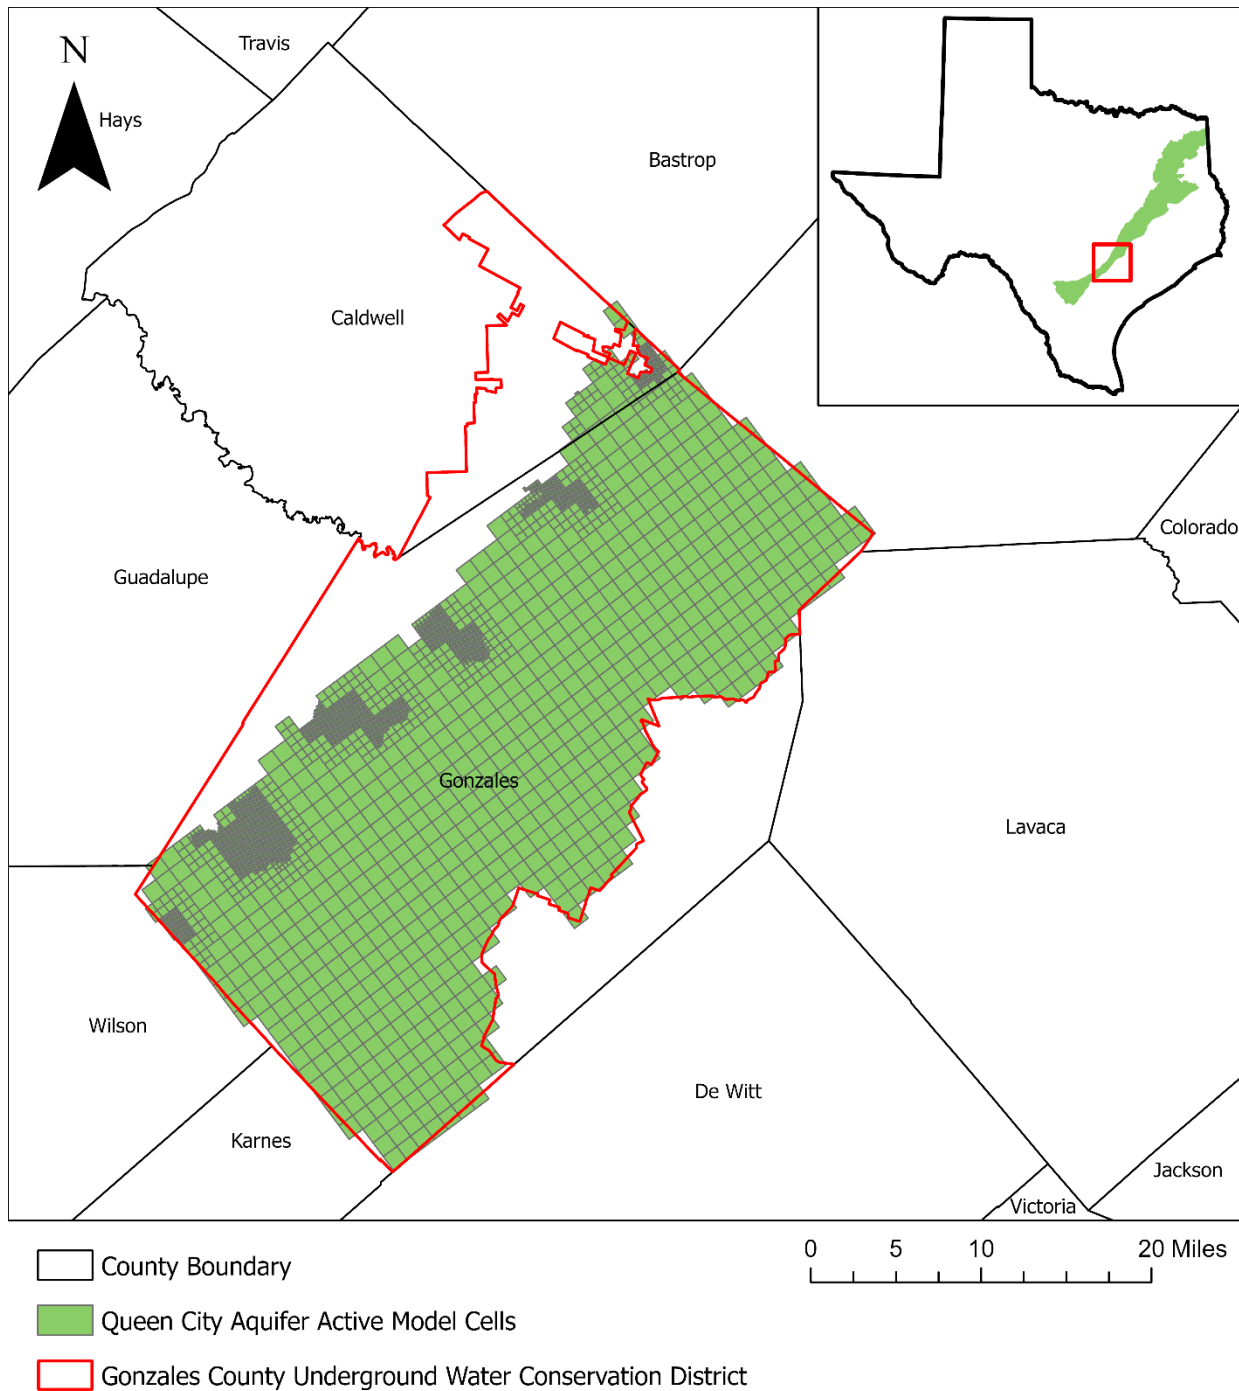 Travis
N
Hays
Bastrop
Caldwell
Colorado
Guadalupe
Gonzales
Lavaca
Wilson
De Witt
Karnes
Jackson
Victoria
County Boundary
0 5 10 20 Miles
Queen City Aquifer Active Model Cells
Gonzales County Underground Water Conservation District